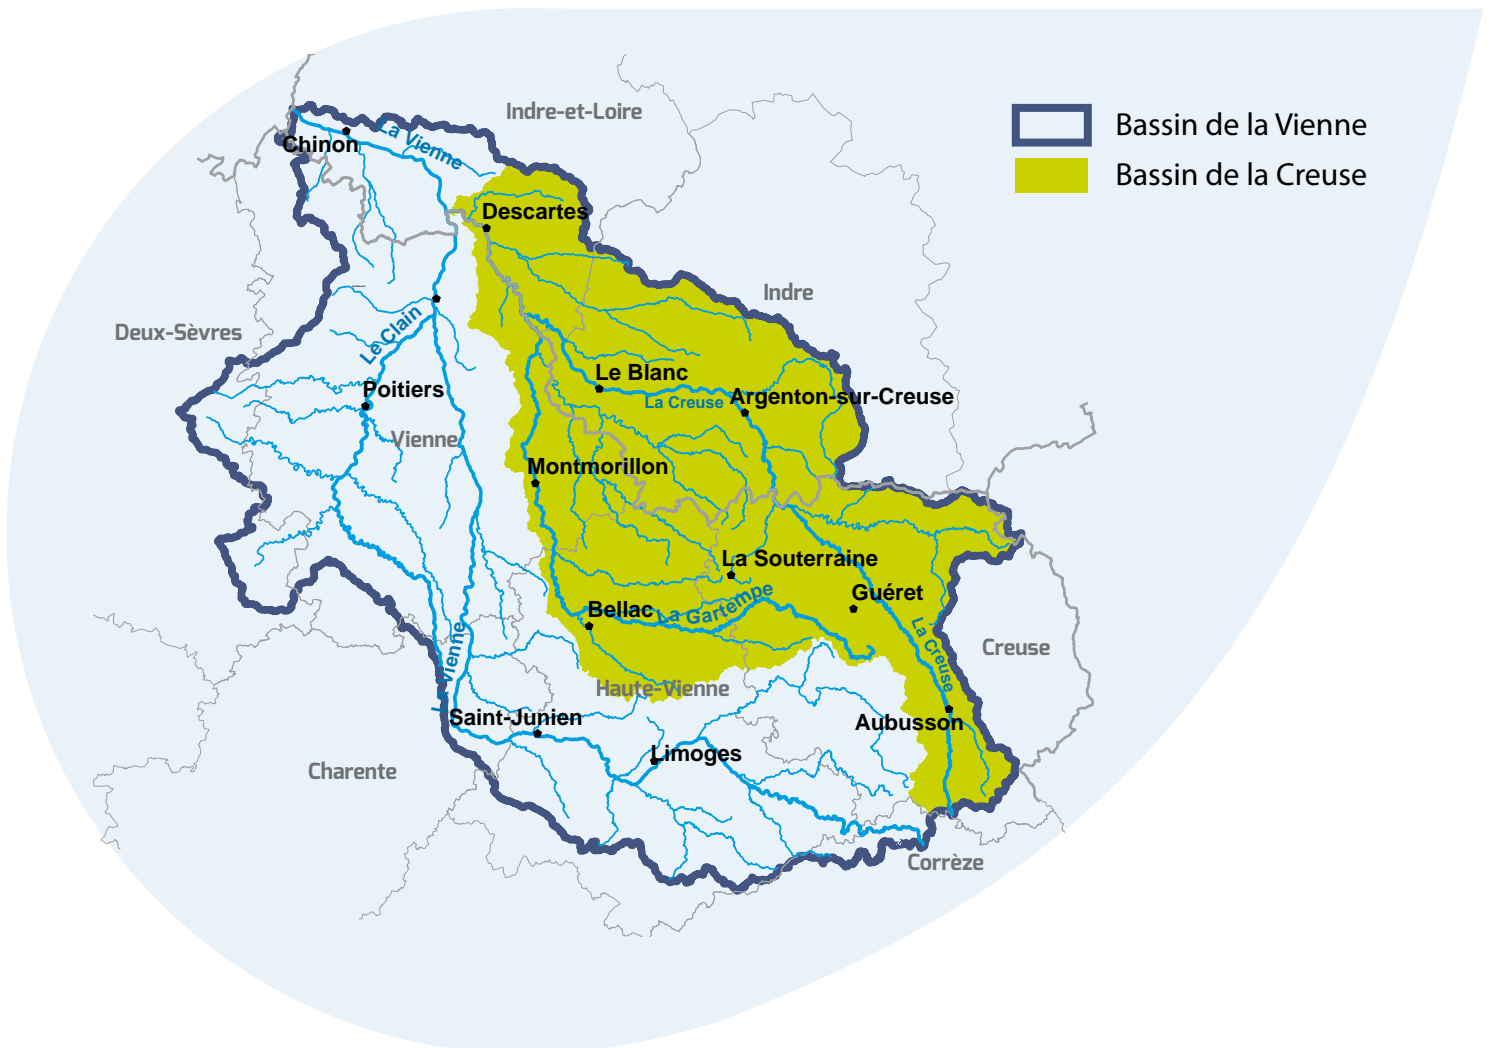 Indre-et-Loire
Bassin de la Vienne
Chinon
La Vienne
Bassin de la Creuse
Descartes
Indre
Deux-Sèvres
Le Clain
Le Blanc
Poitiers
La Creuse
Argenton-sur-Creuse
Vienne
Montmorillon
La Souterraine
Guéret
Bellac
La Gartempe
La Creuse
Creuse
La Vienne
Haute-Vienne
Saint-Junien
Aubusson
Limoges
Charente
Corrèze